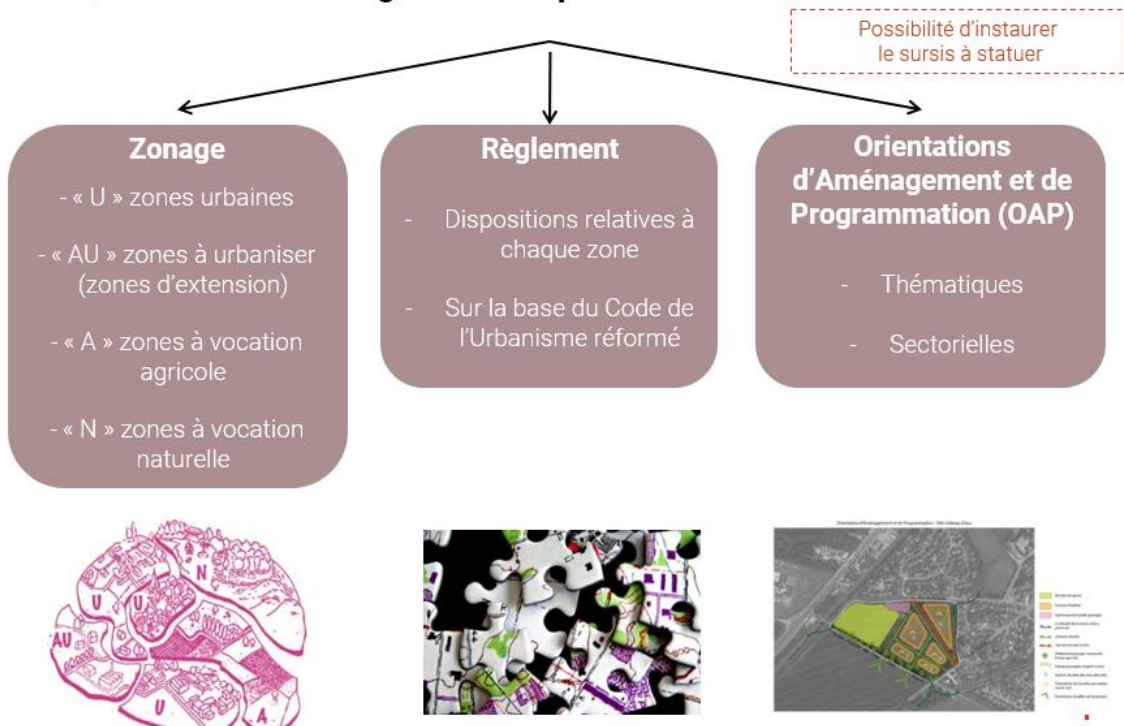 Possibilité d'instaurer
le sursis à statuer
Zonage
- « U » zones urbaines
- « AU » zones à urbaniser
(zones d'extension)
- « A » zones à vocation
agricole
- « N » zones à vocation
naturelle
Règlement
- Dispositions relatives à
chaque zone
- Sur la base du Code de
l'Urbanisme réformé
Orientations
d'Aménagement et de
Programmation (OAP)
- Thématiques
- Sectorielles
N
U
U
AU
U
A